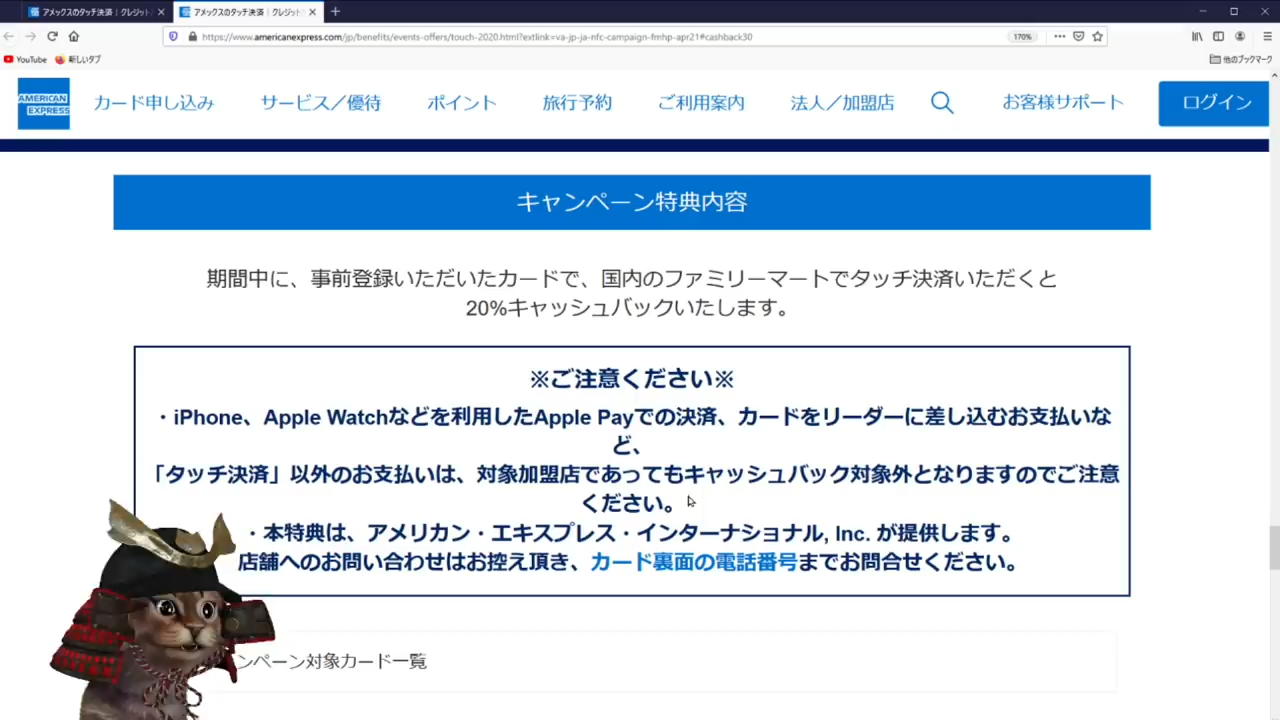 アメックスのタッチ決済 | クレジット
アメックスのタッチ決済 | クレジット
https://www.americanexpress.com/jp/benefits/events-offers/touch-2020.html?extlink=va-jp-ja-nfc-campaign-fmhp-apr21#cashback30
170%
YouTube
新しいタブ
他のブックマーク
AMERICAN
EXPRESS
カード申し込み
サービス／優待
ポイント
旅行予約
ご利用案内
法人／加盟店
お客様サポート
ログイン
キャンペーン特典内容
期間中に、事前登録いただいたカードで、国内のファミリーマートでタッチ決済いただくと
20%キャッシュバックいたします。
※ご注意ください※
・iPhone、Apple Watchなどを利用したApple Payでの決済、カードをリーダーに差し込むお支払いな
ど、
「タッチ決済」以外のお支払いは、対象加盟店であってもキャッシュバック対象外となりますのでご注意
ください。
・本特典は、アメリカン・エキスプレス・インターナショナル, Inc. が提供します。
店舗へのお問い合わせはお控え頂き、カード裏面の電話番号までお問合せください。
ンペーン対象カード一覧